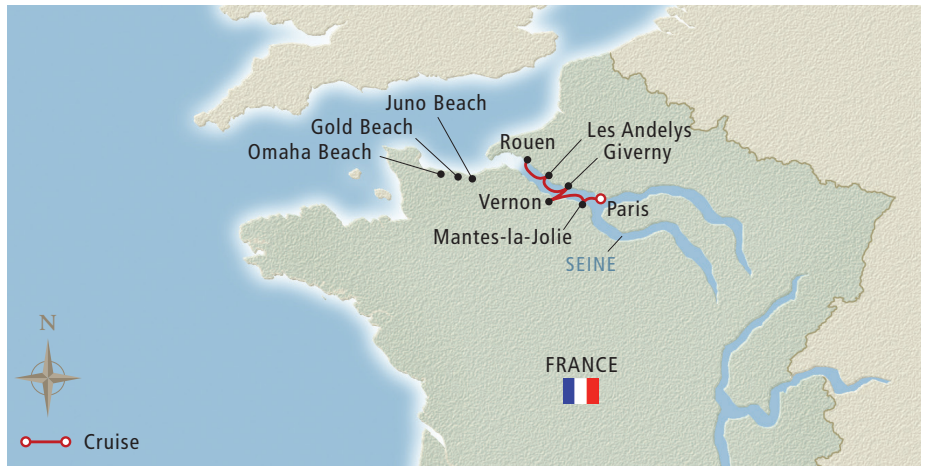 Juno Beach
Gold Beach
Omaha Beach
Rouen
Les Andelys
Giverny
Vernon
Paris
Mantes-la-Jolie
SEINE
N
FRANCE
Cruise